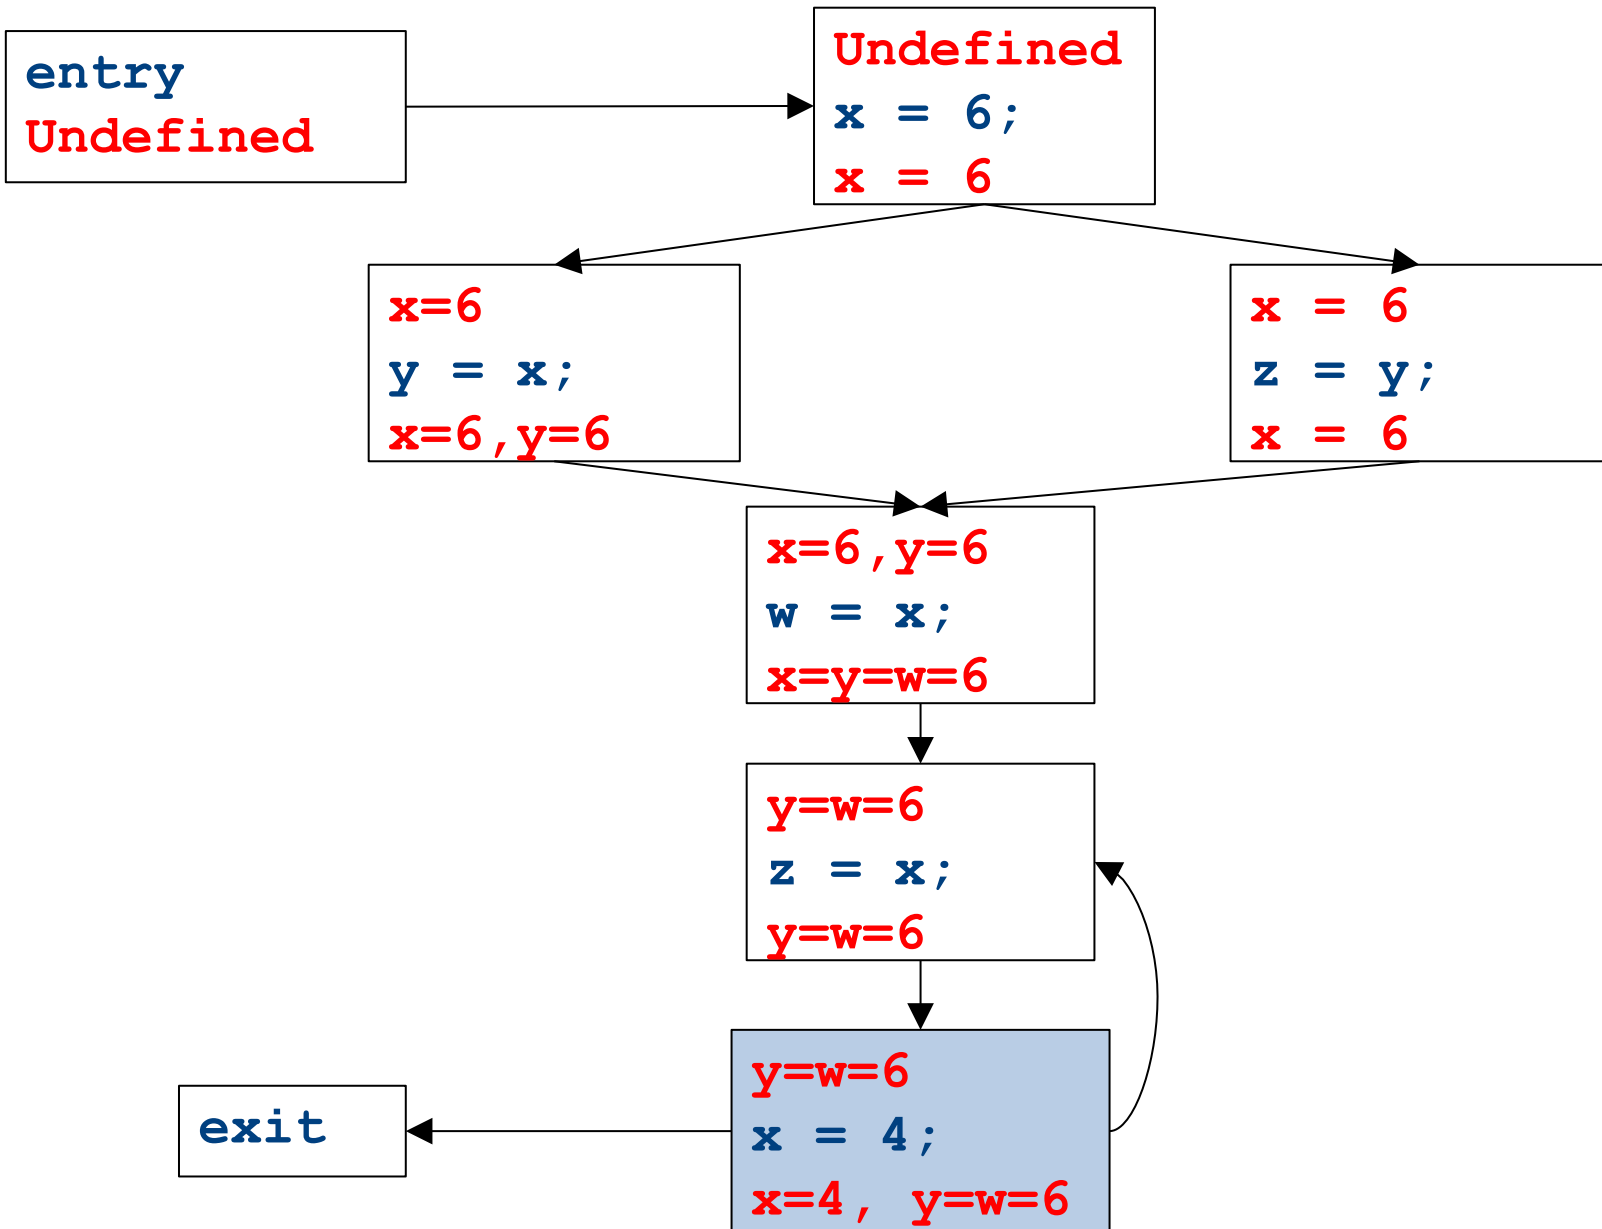 entry
Undefined
Undefined
x = 6;
x = 6
x=6
y = x;
x=6,y=6
x = 6
z = y;
x = 6
x=6,y=6
w = x;
x=y=w=6
y=w=6
z = x;
y=w=6
y=w=6
x = 4;
x=4, y=w=6
exit